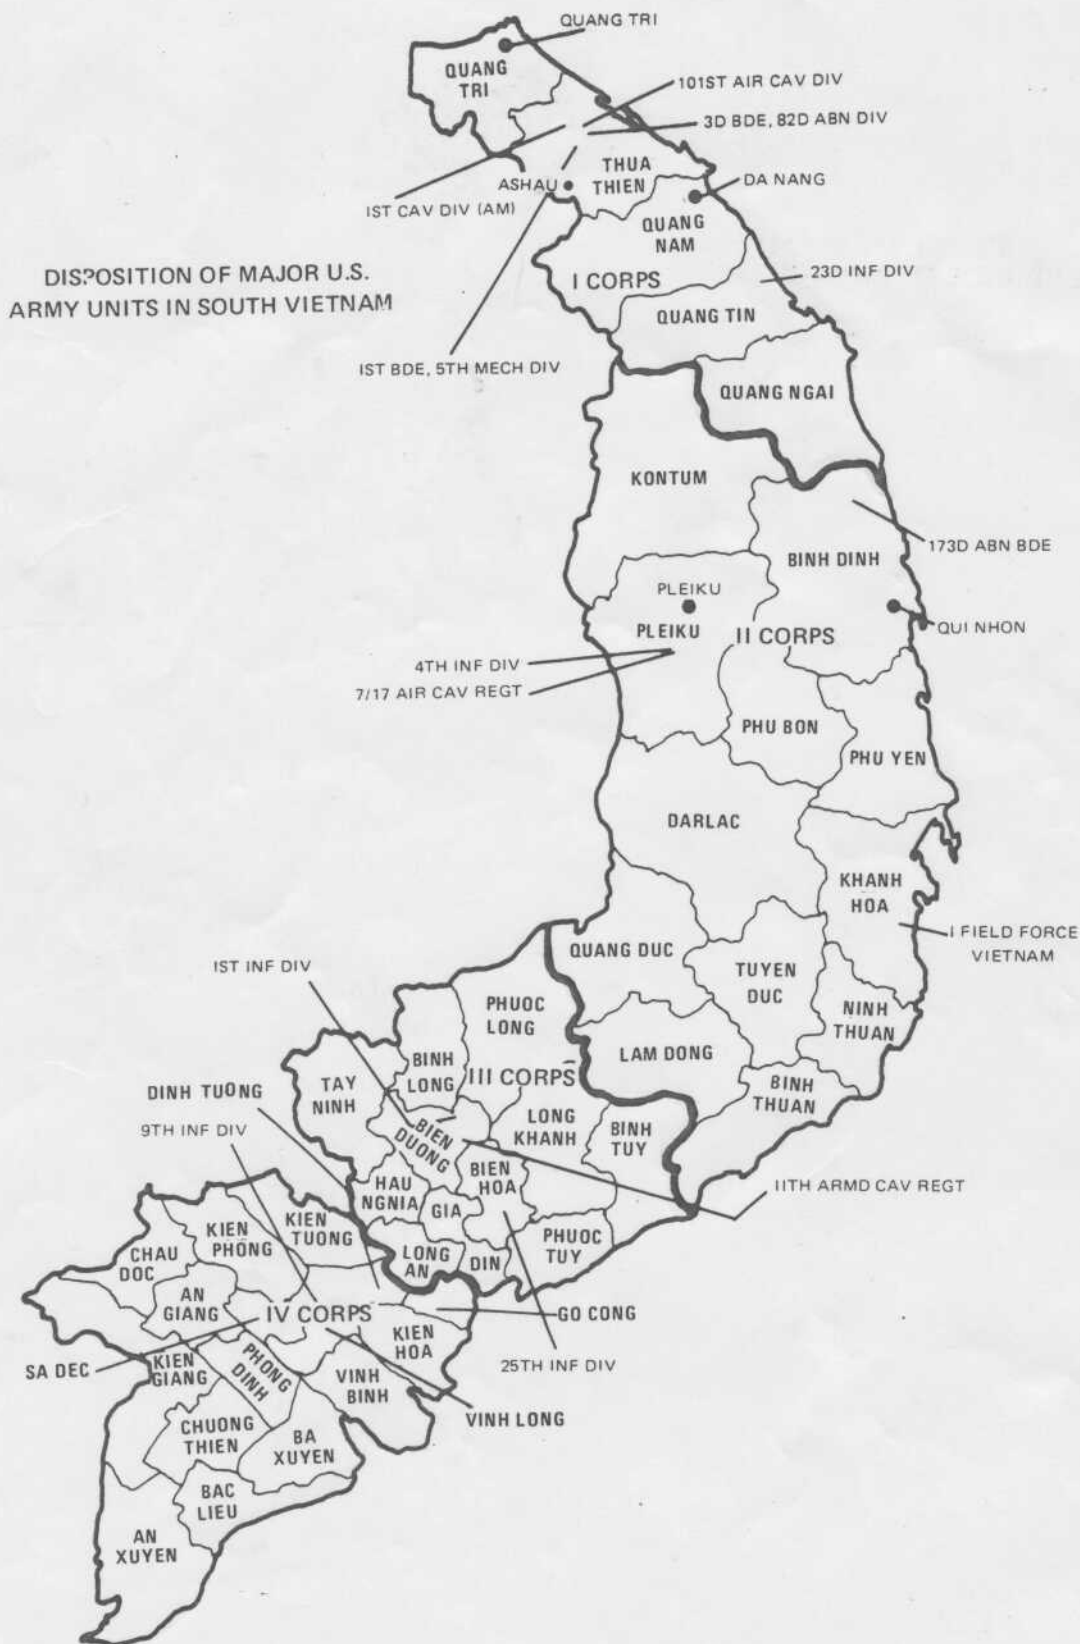 QUANG TRI
QUANG
TRI
101ST AIR CAV DIV
3D BDE, 82D ABN DIV
THUA
THIEN
ASHAU
DA NANG
IST CAV DIV (AM)
QUANG
NAM
DISPOSITION OF MAJOR U.S.
ARMY UNITS IN SOUTH VIETNAM
I CORPS
23D INF DIV
QUANG TIN
IST BDE, 5TH MECH DIV
QUANG NGAI
KONTUM
173D ABN BDE
BINH DINH
PLEIKU
PLEIKU
II CORPS
QUI NHON
4TH INF DIV
7/17 AIR CAV REGT
PHU BON
PHU YEN
DARLAC
KHANH
HOA
I FIELD FORCE
VIETNAM
QUANG DUC
IST INF DIV
TUYEN
DUC
PHUOC
LONG
NINH
THUAN
LAM DONG
BINH
LONG
III CORPS
TAY
NINH
BINH
THUAN
DINH TUONG
LONG
KHANH
BINH
TUY
9TH INF DIV
BIEN
DUONG
BIEN
HOA
HAU
NGNIA
11TH ARMD CAV REGT
GIA
KIEN
TUONG
KIEN
PHONG
PHUOC
TUY
CHAU
DOC
LONG
AN
DIN
AN
GIANG
IV CORPS
GO CONG
KIEN
HOA
25TH INF DIV
SA DEC
KIEN
GIANG
PHONG
DINH
VINH
BINH
VINH LONG
CHUONG
THIEN
BA
XUYEN
BAC
LIEU
AN
XUYEN